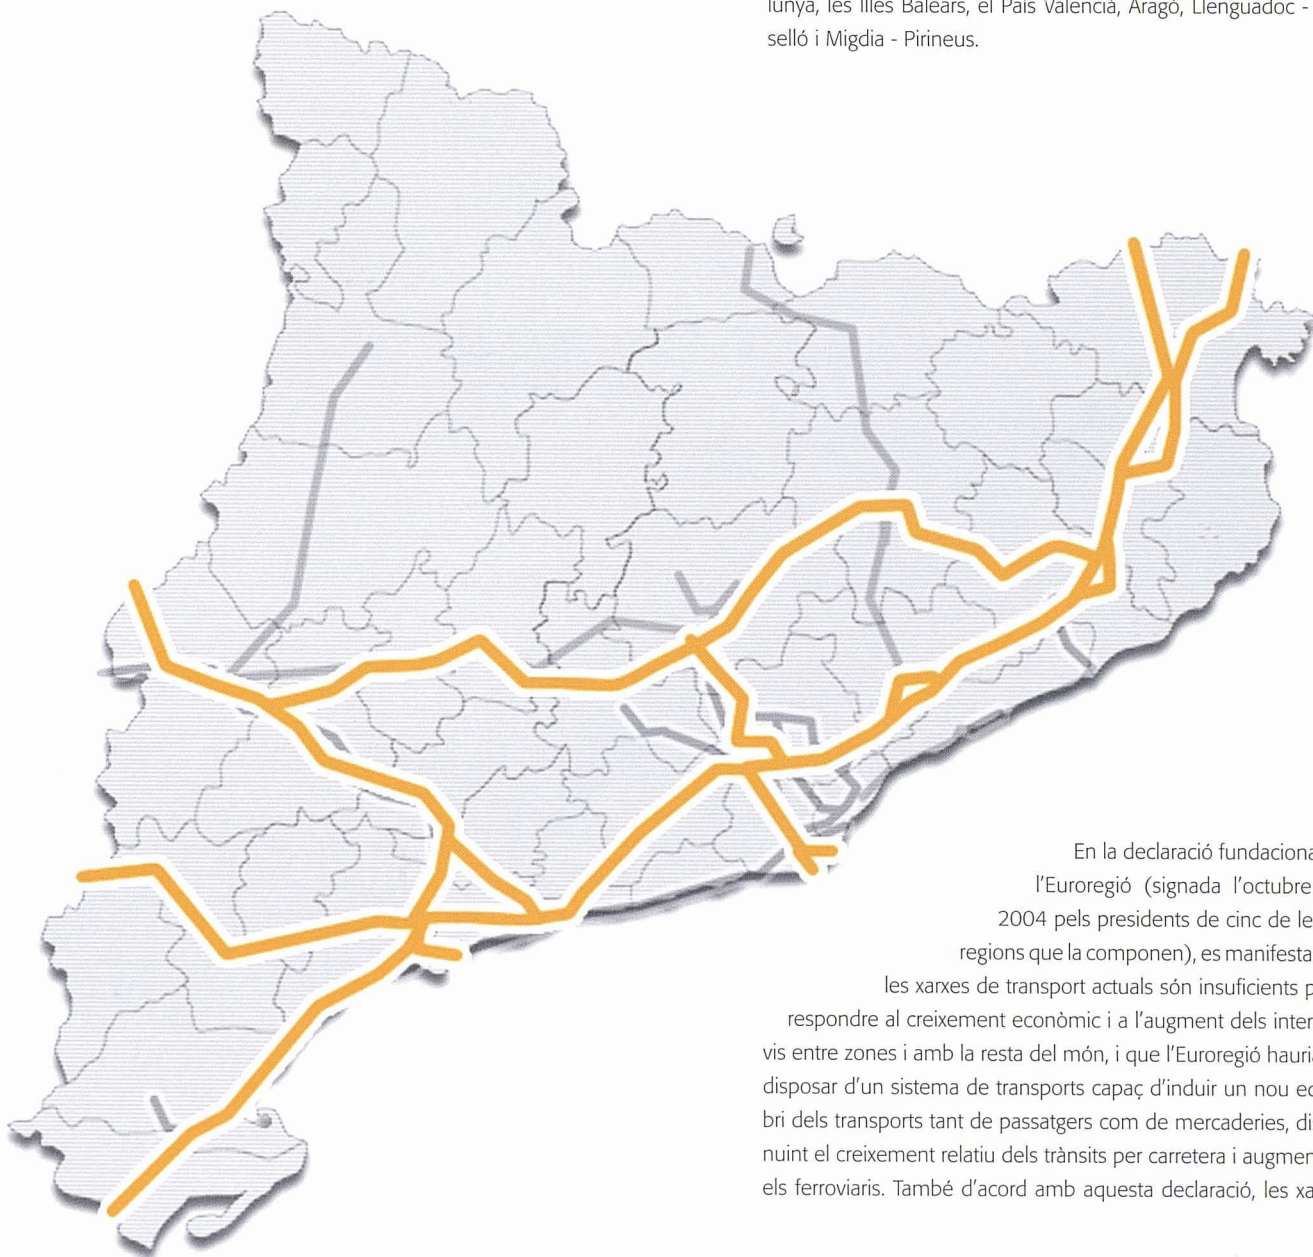 lunya, les Illes Balears, el País Valencià, Aragó, Llenguadoc -
selló i Migdia - Pirineus.
En la declaració fundaciona
l'Euroregió (signada l'octubre
2004 pels presidents de cinc de le
regions que la componen), es manifesta
les xarxes de transport actuals són insuficients p
respondre al creixement econòmic i a l'augment dels inter
vis entre zones i amb la resta del món, i que l'Euroregió hauria
disposar d'un sistema de transports capaç d'induir un nou ec
bri dels transports tant de passatgers com de mercaderies, di
nuint el creixement relatiu dels trànsits per carretera i augmen
els ferroviaris. També d'acord amb aquesta declaració, les xa